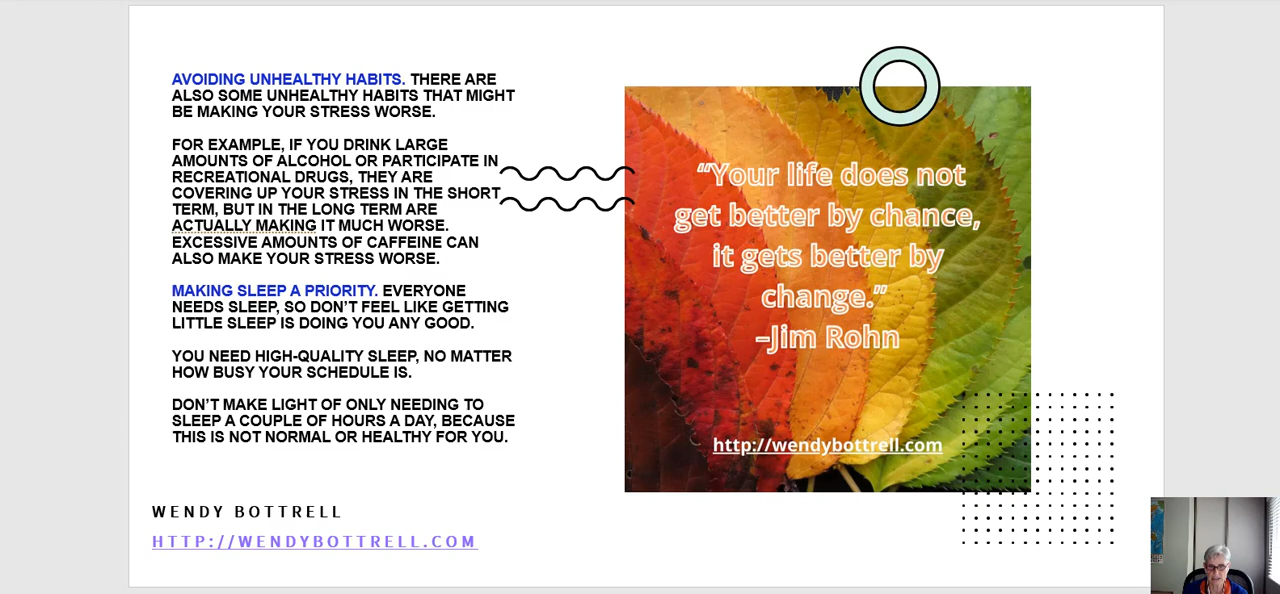 AVOIDING UNHEALTHY HABITS. THERE ARE
ALSO SOME UNHEALTHY HABITS THAT MIGHT
BE MAKING YOUR STRESS WORSE.
FOR EXAMPLE, IF YOU DRINK LARGE
AMOUNTS OF ALCOHOL OR PARTICIPATE IN
RECREATIONAL DRUGS, THEY ARE
COVERING UP YOUR STRESS IN THE SHORT
TERM, BUT IN THE LONG TERM ARE
ACTUALLY MAKING IT MUCH WORSE.
EXCESSIVE AMOUNTS OF CAFFEINE CAN
ALSO MAKE YOUR STRESS WORSE.
MAKING SLEEP A PRIORITY. EVERYONE
NEEDS SLEEP, SO DON'T FEEL LIKE GETTING
LITTLE SLEEP IS DOING YOU ANY GOOD.
YOU NEED HIGH-QUALITY SLEEP, NO MATTER
HOW BUSY YOUR SCHEDULE IS.
DON'T MAKE LIGHT OF ONLY NEEDING TO
SLEEP A COUPLE OF HOURS A DAY, BECAUSE
THIS IS NOT NORMAL OR HEALTHY FOR YOU.
WENDY BOTTRELL
HTTP://WENDYBOTTRELL.COM
"Your life does not
get better by chance,
it gets better by
change."
–Jim Rohn
http://wendybottrell.com